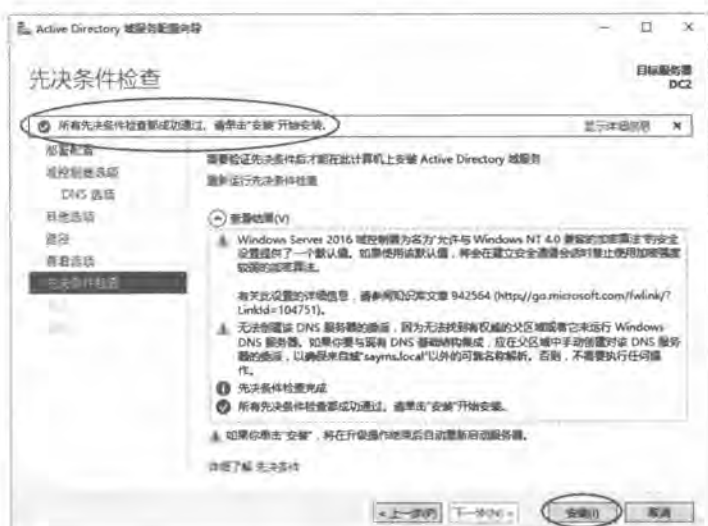 Active Directory 域服务配置向导
先决条件检查
目标服务器
DC2
所有先决条件检查都成功通过。请单击"安装"开始安装。
显示详细信息
部署配置
域控制器选项
DNS 选项
其他选项
路径
查看选项
先决条件检查
需要验证先决条件后才能在此计算机上安装 Active Directory 域服务
重新运行先决条件检查
查看结果(V)
Windows Server 2016 域控制器为名为"允许与 Windows NT 4.0 兼容的加密算法"的安全
设置提供了一个默认值。如果使用该默认值，将会在建立安全通道会话时禁止使用加密强度
较弱的加密算法。
有关此设置的详细信息，请参阅知识库文章 942564 (http://go.microsoft.com/fwlink/?
LinkId=104751)。
无法创建该 DNS 服务器的委派，因为无法找到有权威的父区域或者它未运行 Windows
DNS 服务器。如果你要与现有 DNS 基础结构集成，应在父区域中手动创建对该 DNS 服务
器的委派，以确保来自域"sayms.local"以外的可靠名称解析。否则，不需要执行任何操
作。
先决条件检查完成
所有先决条件检查都成功通过。请单击"安装"开始安装。
如果你单击"安装"，将在升级操作结束后自动重新启动服务器。
详细了解 先决条件
< 上一步(P)
下一步(N) >
安装(I)
取消